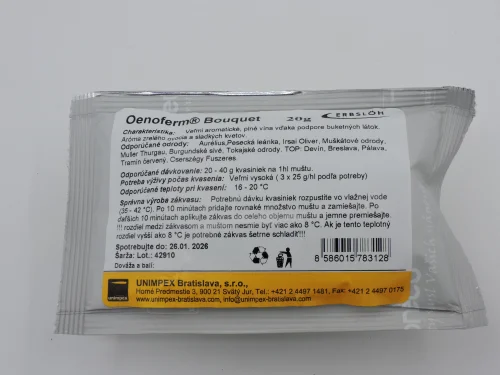 Oenoferm® Bouquet 20g ERBSLÖH
Charakteristika: Veľmi aromatické, plné vína vďaka podpore buketných látok.
Aróma zrelého ovocia a sladkých kvetov.
Odporúčané odrody: Aurélius, Pesecká leánka, Irsai Oliver, Muškátové odrody,
Muller Thurgau, Burgundské sivé. Tokajské odrody, TOP: Devín, Breslava, Pálava,
Tramín červený, Cserszégy Fuszeres.
Odporúčané dávkovanie: 20 - 40 g kvasiniek na 1hl muštu.
Potreba výživy počas kvasenia: Veľmi vysoká ( 3 x 25 g/hl podľa potreby)
Odporúčané teploty pri kvasení: 16 - 20 °C
Správna výroba zákvasu: Potrebnú dávku kvasiniek rozpustite vo vlažnej vode
(35 - 42 °C). Po 10 minútach pridajte rovnaké množstvo muštu a zamiešajte. Po
ďalších 10 minútach aplikujte zákvas do celého objemu muštu a jemne premiešajte.
!!! rozdiel medzi zákvasom a muštom nesmie byť viac ako 8 °C. Ak je tento teplotný
rozdiel vyšší ako 8 °C je potrebné zákvas šetrne schladiť!!!
Spotrebujte do: 26.01. 2026
Šarža: Lot.: 42910
Dováža a balí:
8 586015 783128
UNIMPEX
UNIMPEX Bratislava, s.r.o.,
Horné Predmestie 3, 900 21 Svätý Jur, Tel.: +421 2 4497 1481, Fax: +421 2 4497 0178
www.unimpex-bratislava.com, info@unimpex-bratislava.com